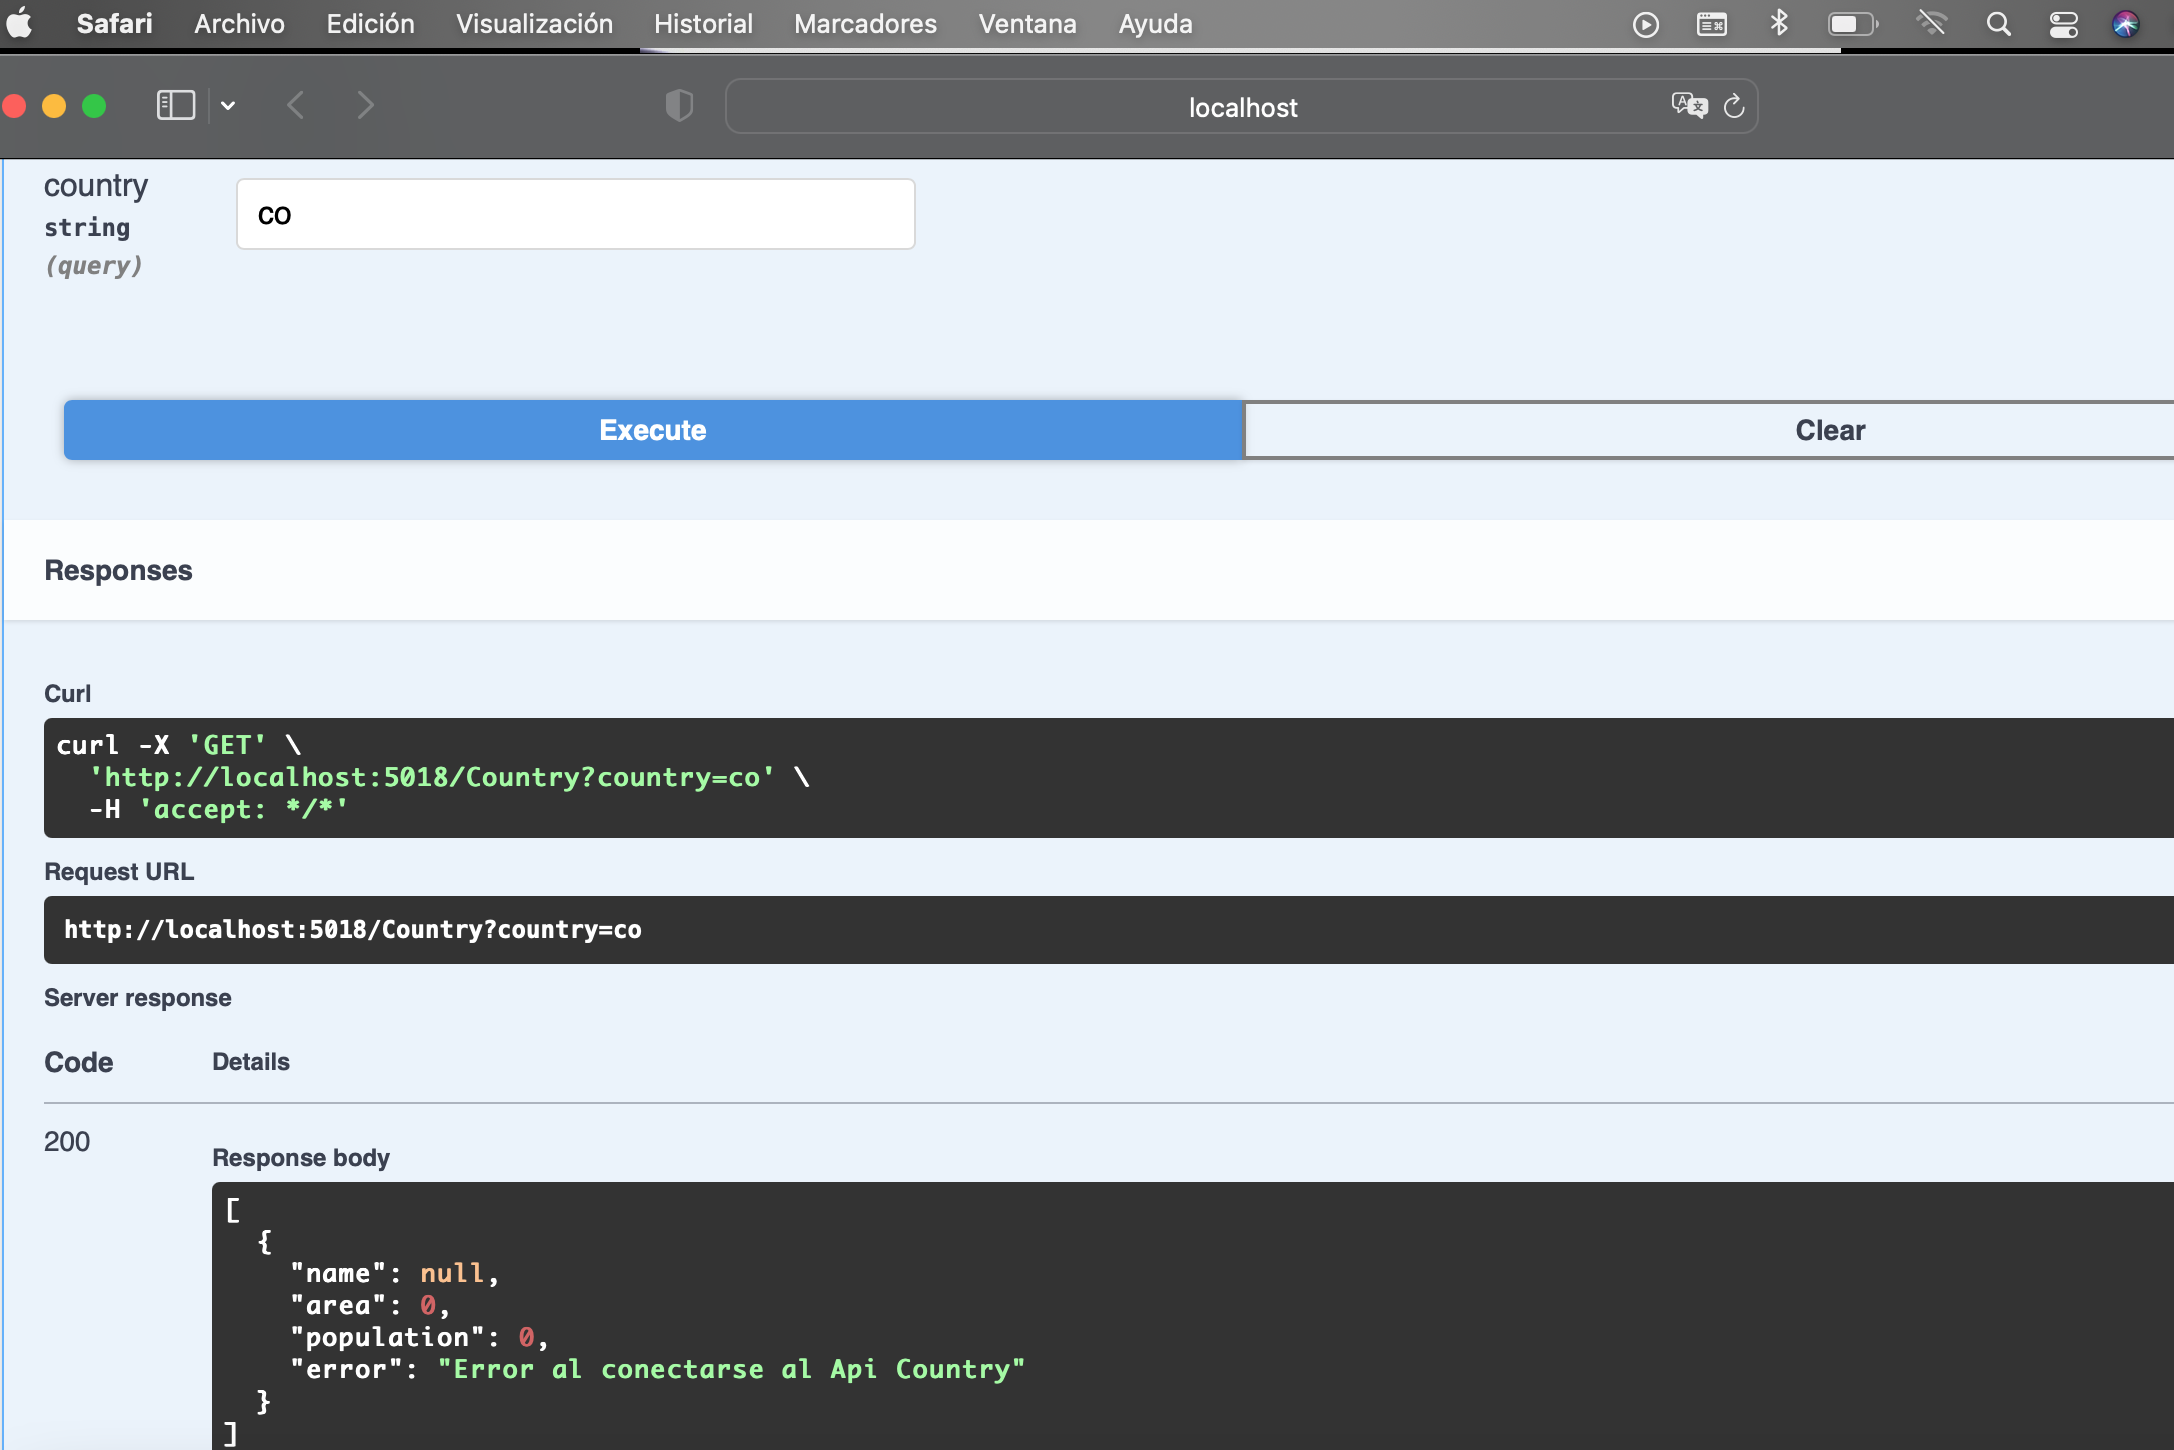 Safari Archivo Edición Visualización Historial Marcadores Ventana Ayuda
localhost
country
string
(query)
co
Execute
Clear
Responses
Curl
curl -X 'GET' \
'http://localhost:5018/Country?country=co' \
-H 'accept: */*'
Request URL
http://localhost:5018/Country?country=co
Server response
Code Details
200
Response body
[
{
"name": null,
"area": 0,
"population": 0,
"error": "Error al conectarse al Api Country"
}
]